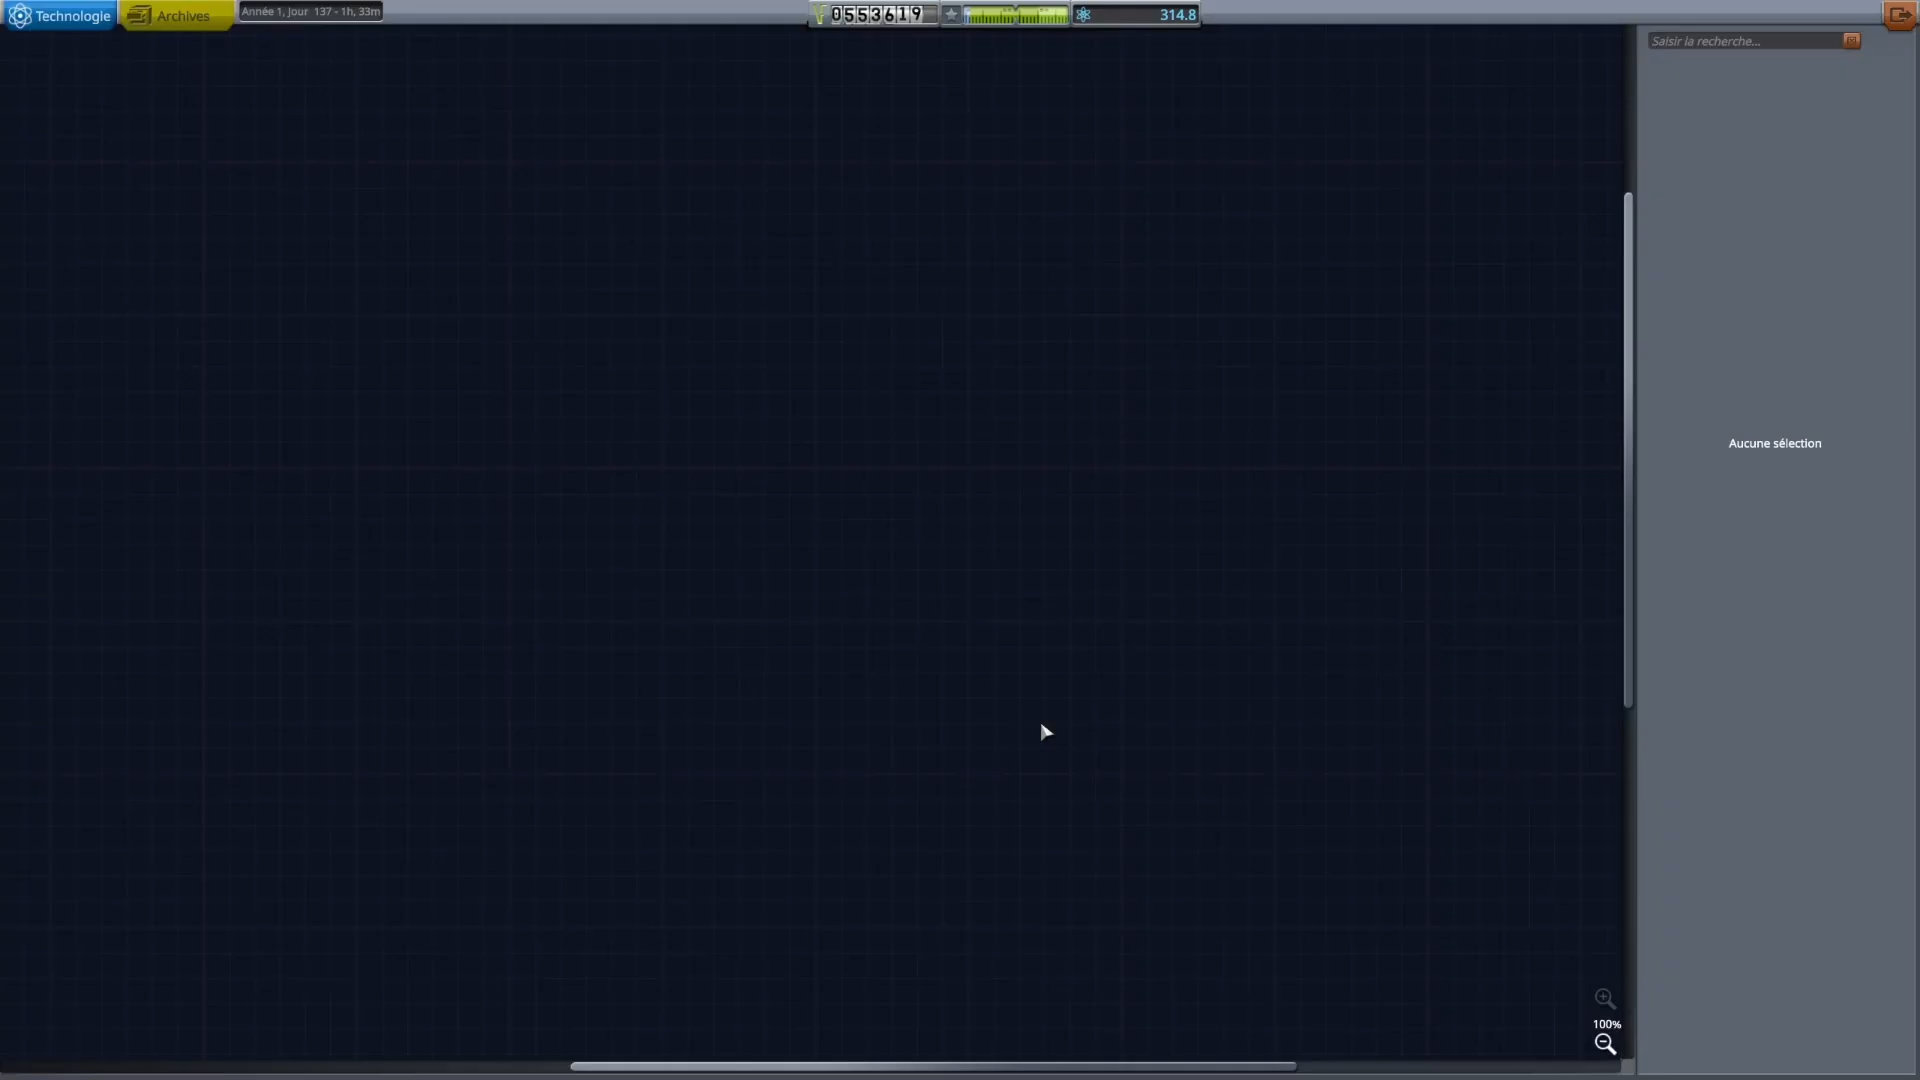 Technologie
Archives
Année 1, Jour 137 - 1h, 33m
0553619
314.8
Saisir la recherche...
Aucune sélection
100%